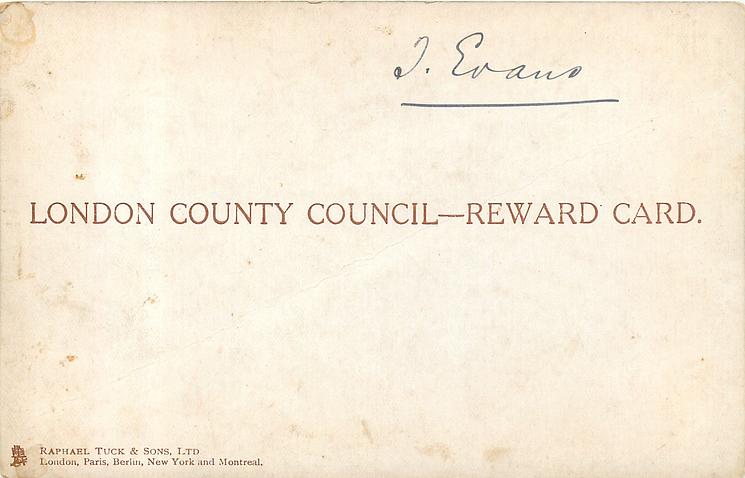 J. Evans
LONDON COUNTY COUNCIL—REWARD CARD.
RAPHAEL TUCK & SONS, LTD
London, Paris, Berlin, New York and Montreal.